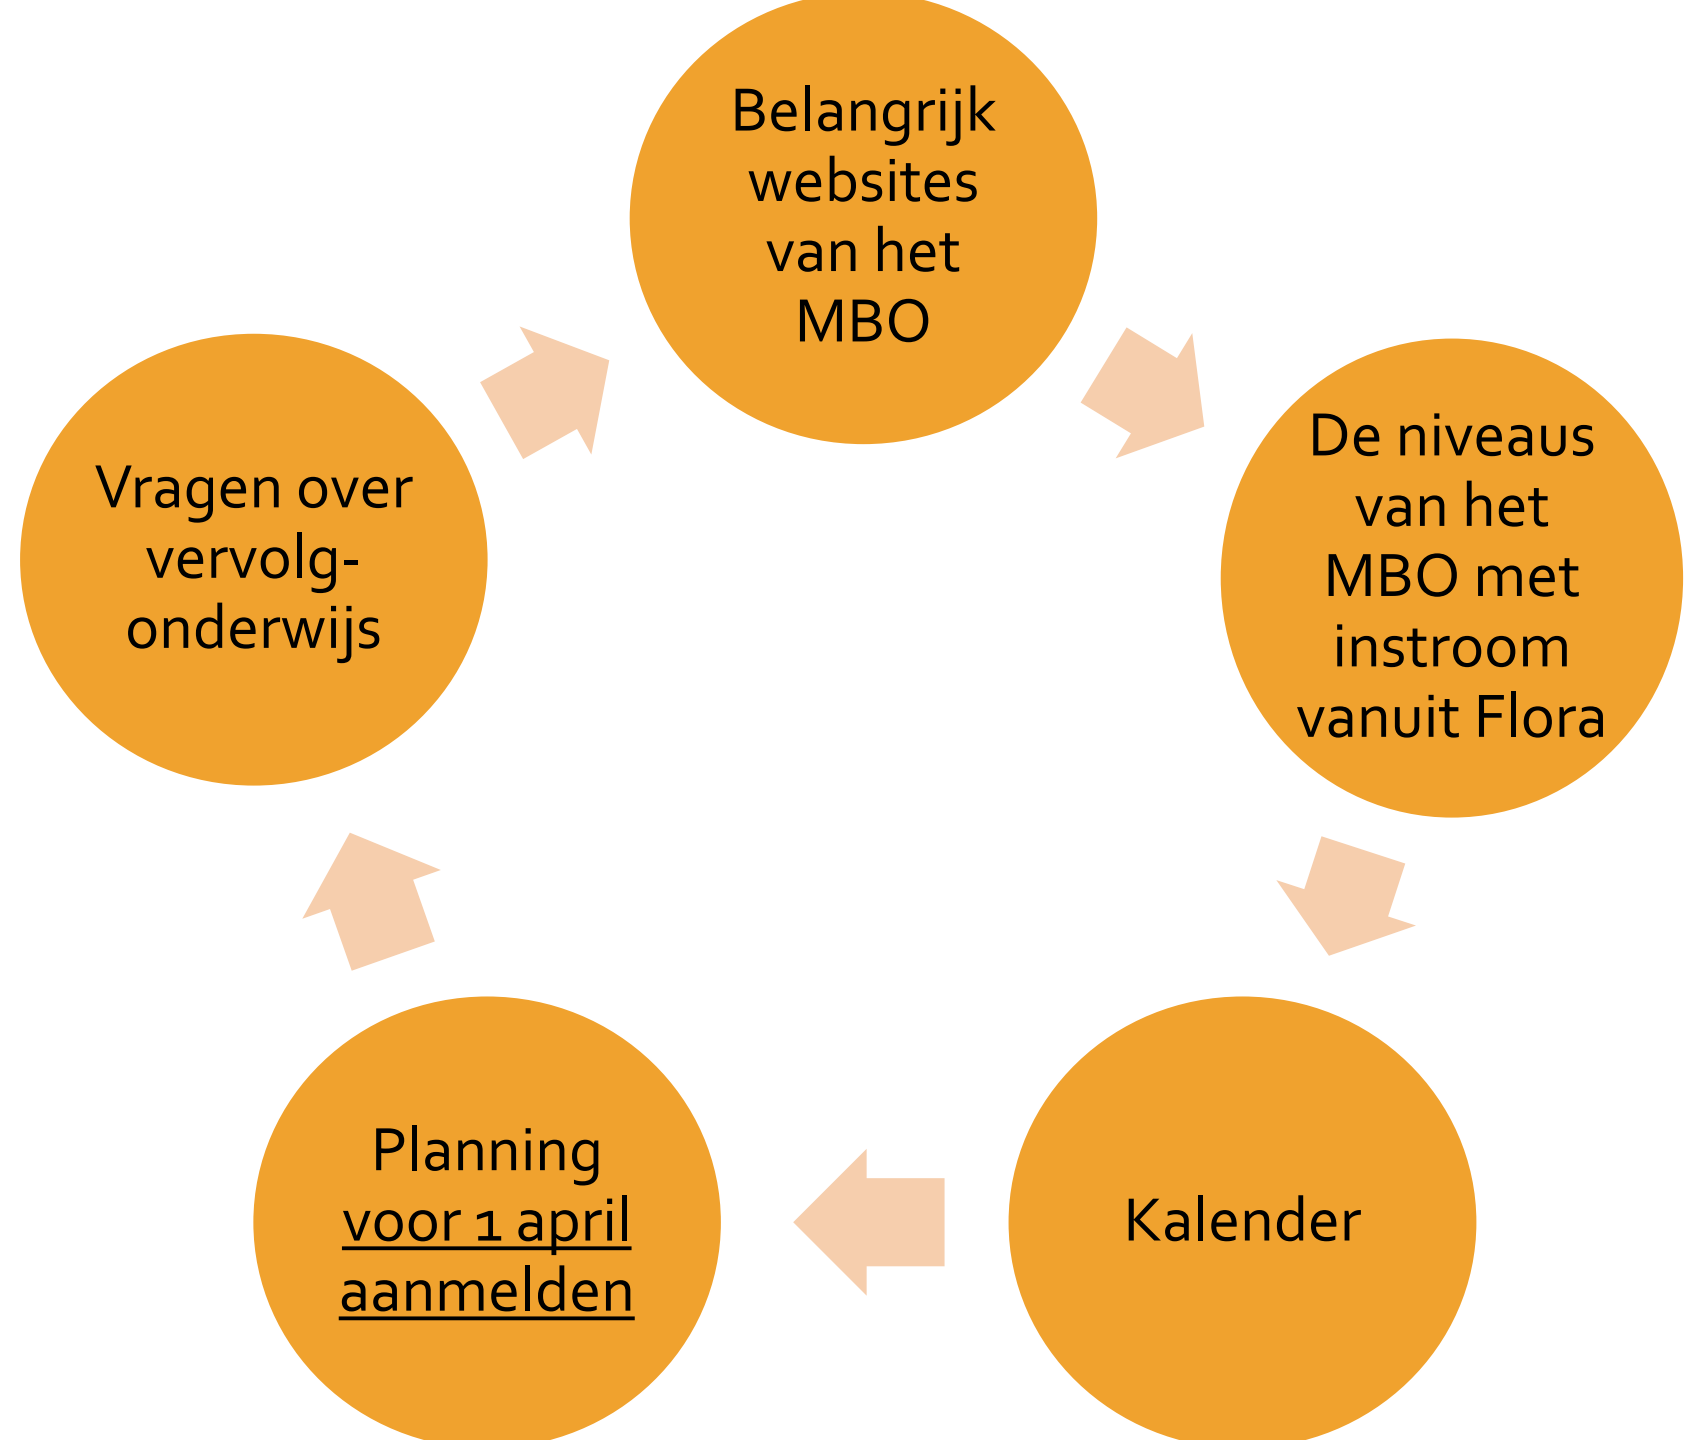 Belangrijk
websites
van het
MBO
De niveaus
van het
MBO met
instroom
vanuit Flora
Kalender
Planning
voor 1 april
aanmelden
Vragen over
vervolg-
onderwijs